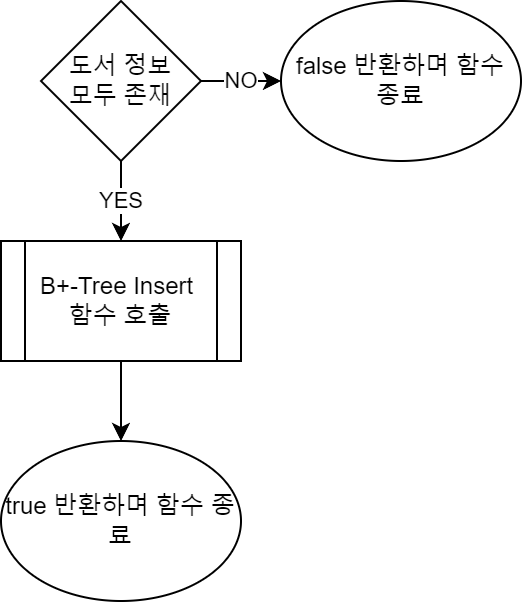 도서 정보
모두 존재
NO
false 반환하며 함수
종료
YES
B+-Tree Insert
함수 호출
true 반환하며 함수 종
료